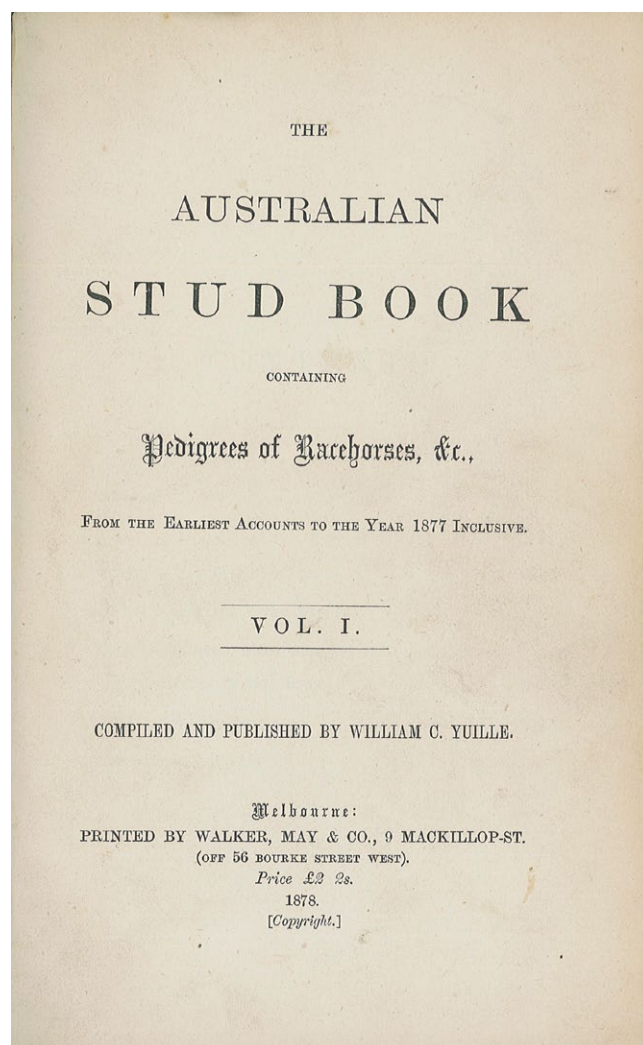 THE
AUSTRALIAN
STUD BOOK
CONTAINING
Pedigrees of Racehorses, &c.,
FROM THE EARLIEST ACCOUNTS TO THE YEAR 1877 INCLUSIVE.
VOL. I.
COMPILED AND PUBLISHED BY WILLIAM C. YUILLE.
Melbourne:
PRINTED BY WALKER, MAY & CO., 9 MACKILLOP-ST.
(OFF 56 BOURKE STREET WEST).
Price £2 2s.
1878.
[Copyright.]